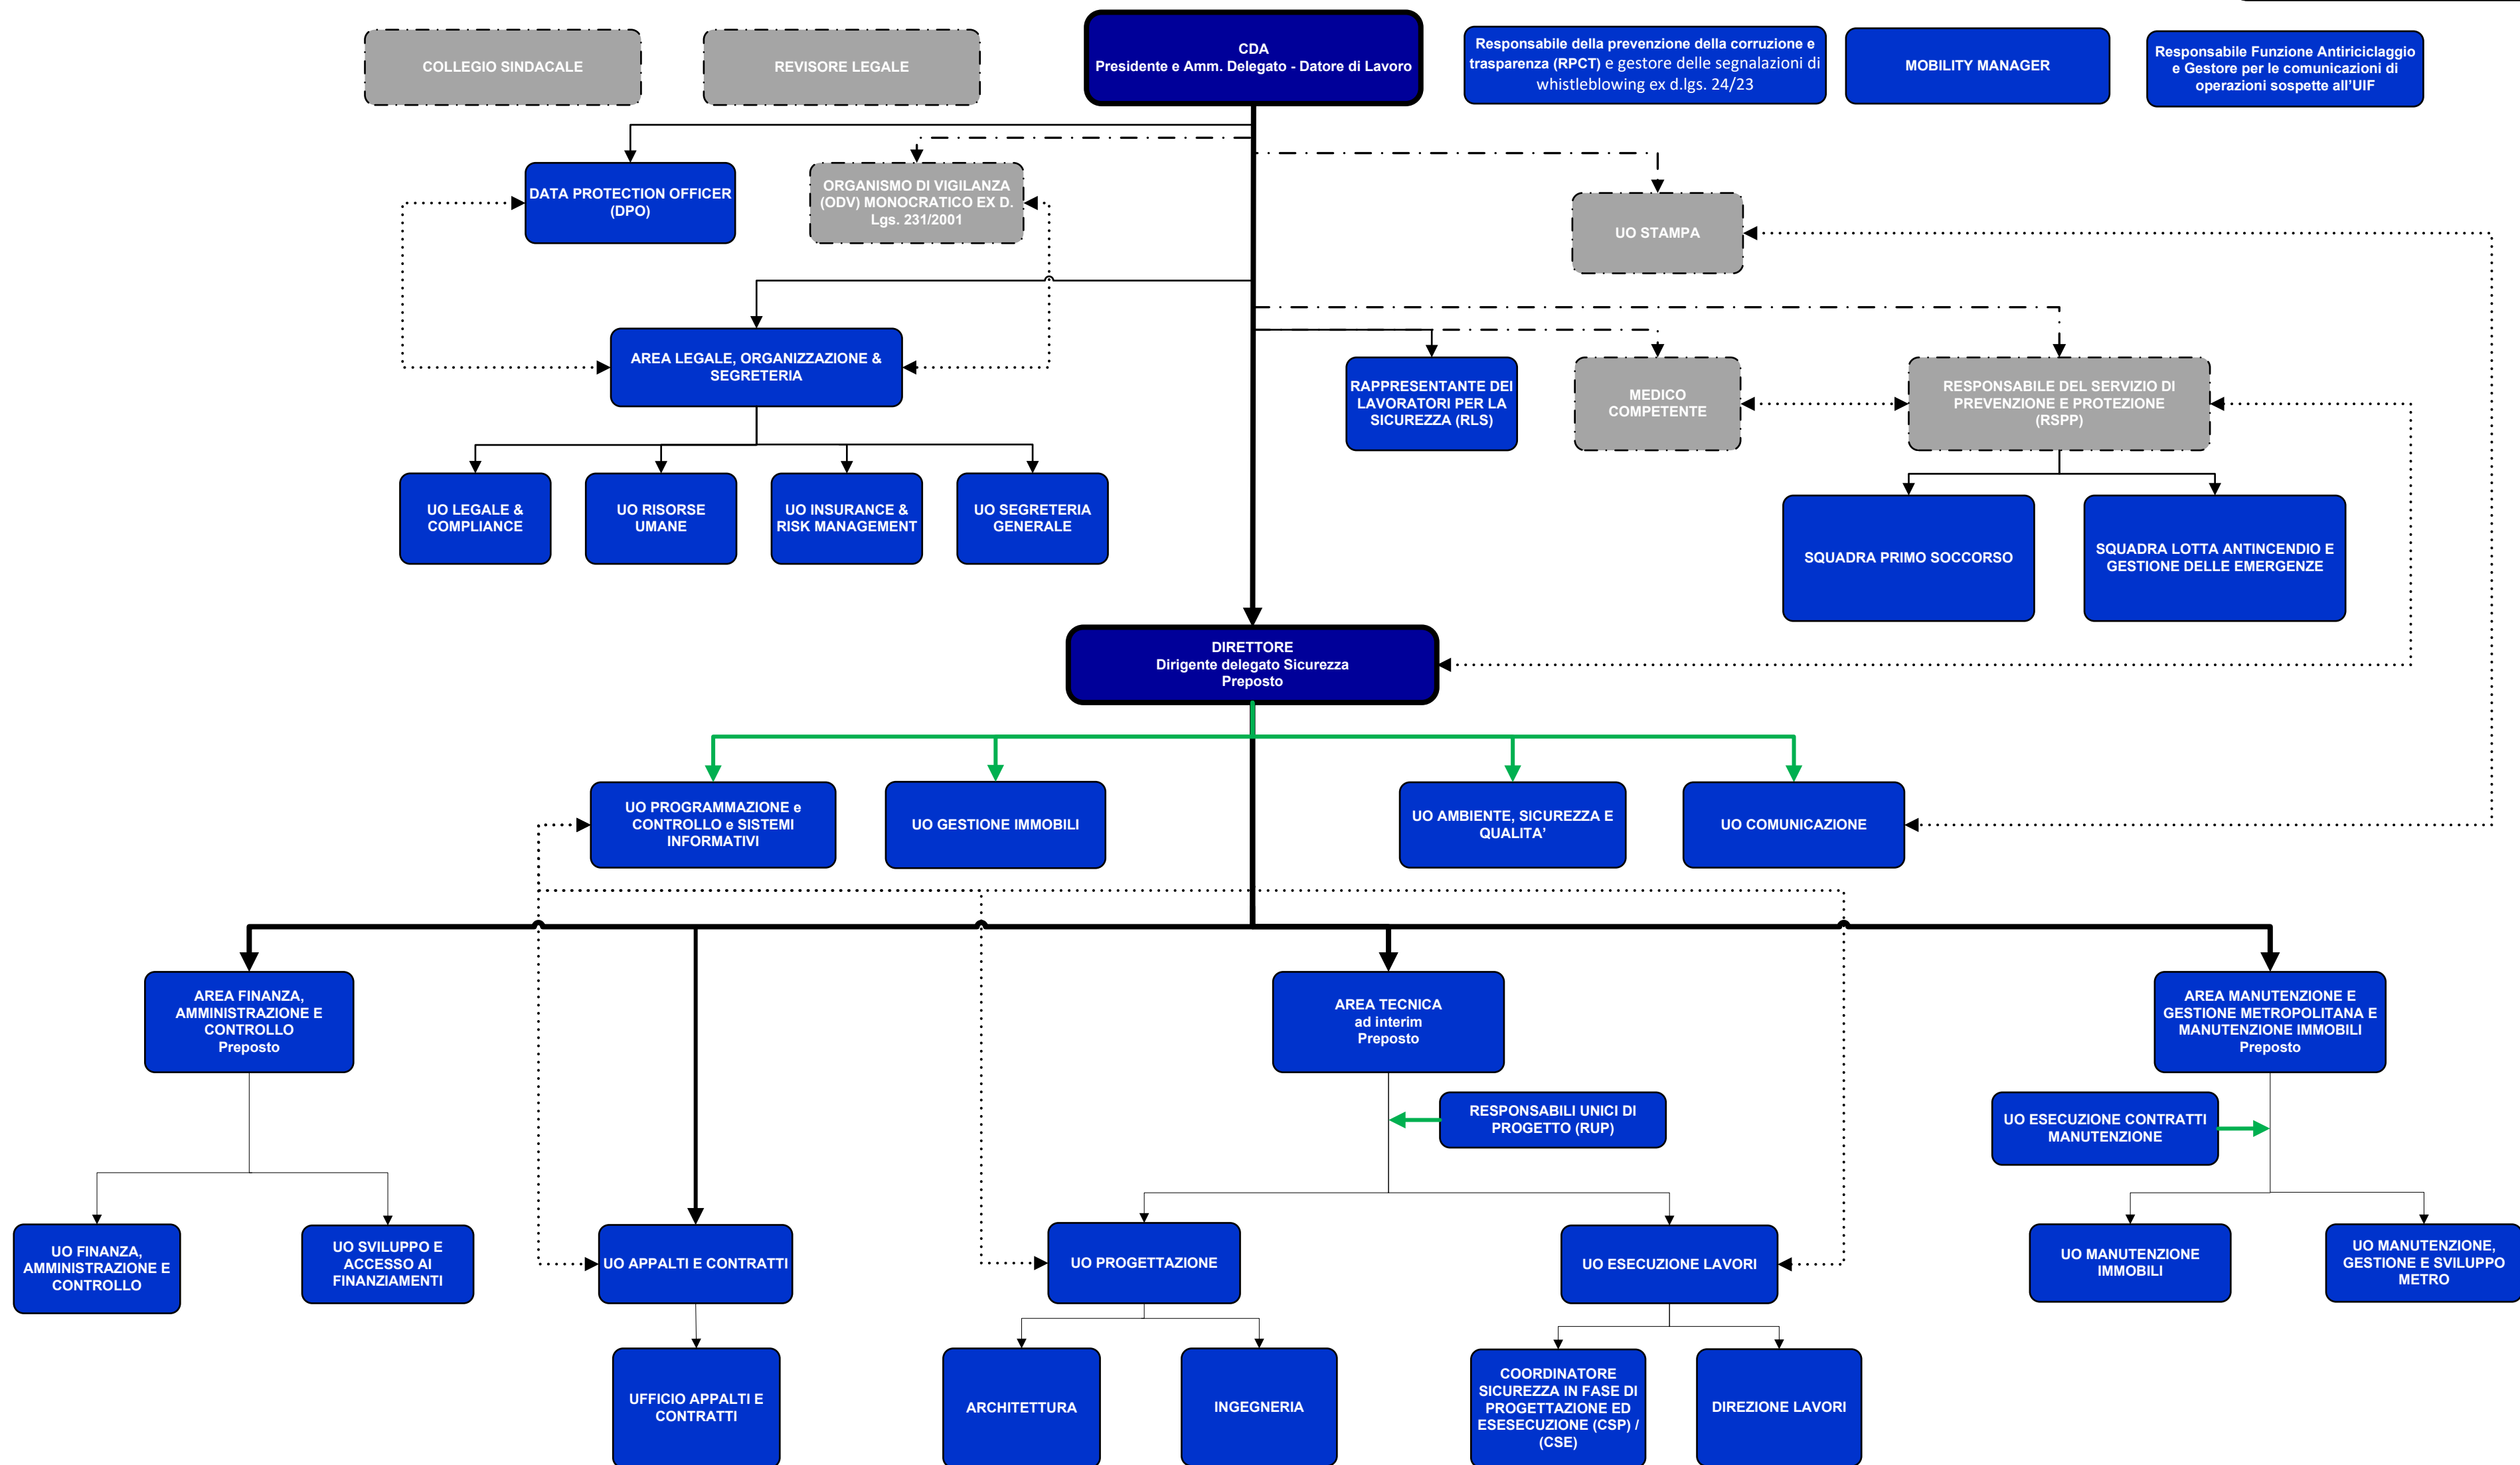 COLLEGIO SINDACALE
REVISORE LEGALE
CDA
Presidente e Amm. Delegato - Datore di Lavoro
Responsabile della prevenzione della corruzione e
trasparenza (RPCT) e gestore delle segnalazioni di
whistleblowing ex d.lgs. 24/23
MOBILITY MANAGER
Responsabile Funzione Antiriciclaggio
e Gestore per le comunicazioni di
operazioni sospette all’UIF
DATA PROTECTION OFFICER
(DPO)
ORGANISMO DI VIGILANZA
(ODV) MONOCRATICO EX D.
Lgs. 231/2001
UO STAMPA
AREA LEGALE, ORGANIZZAZIONE &
SEGRETERIA
RAPPRESENTANTE DEI
LAVORATORI PER LA
SICUREZZA (RLS)
MEDICO
COMPETENTE
RESPONSABILE DEL SERVIZIO DI
PREVENZIONE E PROTEZIONE
(RSPP)
UO LEGALE &
COMPLIANCE
UO RISORSE
UMANE
UO INSURANCE &
RISK MANAGEMENT
UO SEGRETERIA
GENERALE
SQUADRA PRIMO SOCCORSO
SQUADRA LOTTA ANTINCENDIO E
GESTIONE DELLE EMERGENZE
DIRETTORE
Dirigente delegato Sicurezza
Preposto
UO PROGRAMMAZIONE e
CONTROLLO e SISTEMI
INFORMATIVI
UO GESTIONE IMMOBILI
UO AMBIENTE, SICUREZZA E
QUALITA’
UO COMUNICAZIONE
AREA FINANZA,
AMMINISTRAZIONE E
CONTROLLO
Preposto
AREA TECNICA
ad interim
Preposto
AREA MANUTENZIONE E
GESTIONE METROPOLITANA E
MANUTENZIONE IMMOBILI
Preposto
RESPONSABILI UNICI DI
PROGETTO (RUP)
UO ESECUZIONE CONTRATTI
MANUTENZIONE
UO FINANZA,
AMMINISTRAZIONE E
CONTROLLO
UO SVILUPPO E
ACCESSO AI
FINANZIAMENTI
UO APPALTI E CONTRATTI
UO PROGETTAZIONE
UO ESECUZIONE LAVORI
UO MANUTENZIONE
IMMOBILI
UO MANUTENZIONE,
GESTIONE E SVILUPPO
METRO
UFFICIO APPALTI E
CONTRATTI
ARCHITETTURA
INGEGNERIA
COORDINATORE
SICUREZZA IN FASE DI
PROGETTAZIONE ED
ESESECUZIONE (CSP) /
(CSE)
DIREZIONE LAVORI